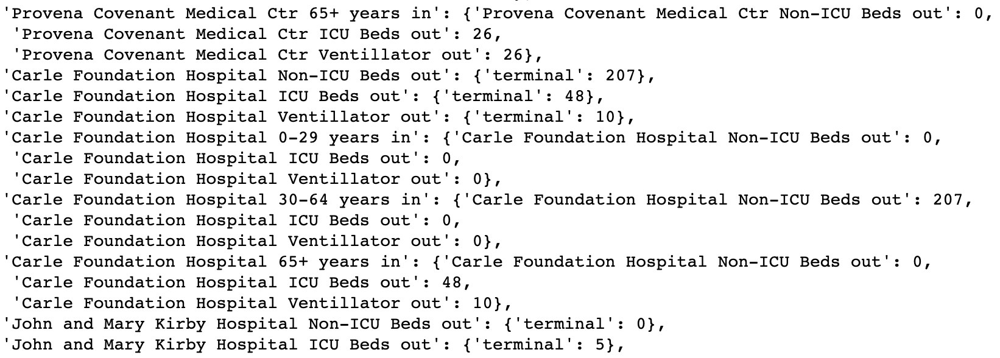 'Provena Covenant Medical Ctr 65+ years in': {'Provena Covenant Medical Ctr Non-ICU Beds out': 0,
'Provena Covenant Medical Ctr ICU Beds out': 26,
'Provena Covenant Medical Ctr Ventillator out': 26},
'Carle Foundation Hospital Non-ICU Beds out': {'terminal': 207},
'Carle Foundation Hospital ICU Beds out': {'terminal': 48},
'Carle Foundation Hospital Ventillator out': {'terminal': 10},
'Carle Foundation Hospital 0-29 years in': {'Carle Foundation Hospital Non-ICU Beds out': 0,
'Carle Foundation Hospital ICU Beds out': 0,
'Carle Foundation Hospital Ventillator out': 0},
'Carle Foundation Hospital 30-64 years in': {'Carle Foundation Hospital Non-ICU Beds out': 207,
'Carle Foundation Hospital ICU Beds out': 0,
'Carle Foundation Hospital Ventillator out': 0},
'Carle Foundation Hospital 65+ years in': {'Carle Foundation Hospital Non-ICU Beds out': 0,
'Carle Foundation Hospital ICU Beds out': 48,
'Carle Foundation Hospital Ventillator out': 10},
'John and Mary Kirby Hospital Non-ICU Beds out': {'terminal': 0},
'John and Mary Kirby Hospital ICU Beds out': {'terminal': 5},